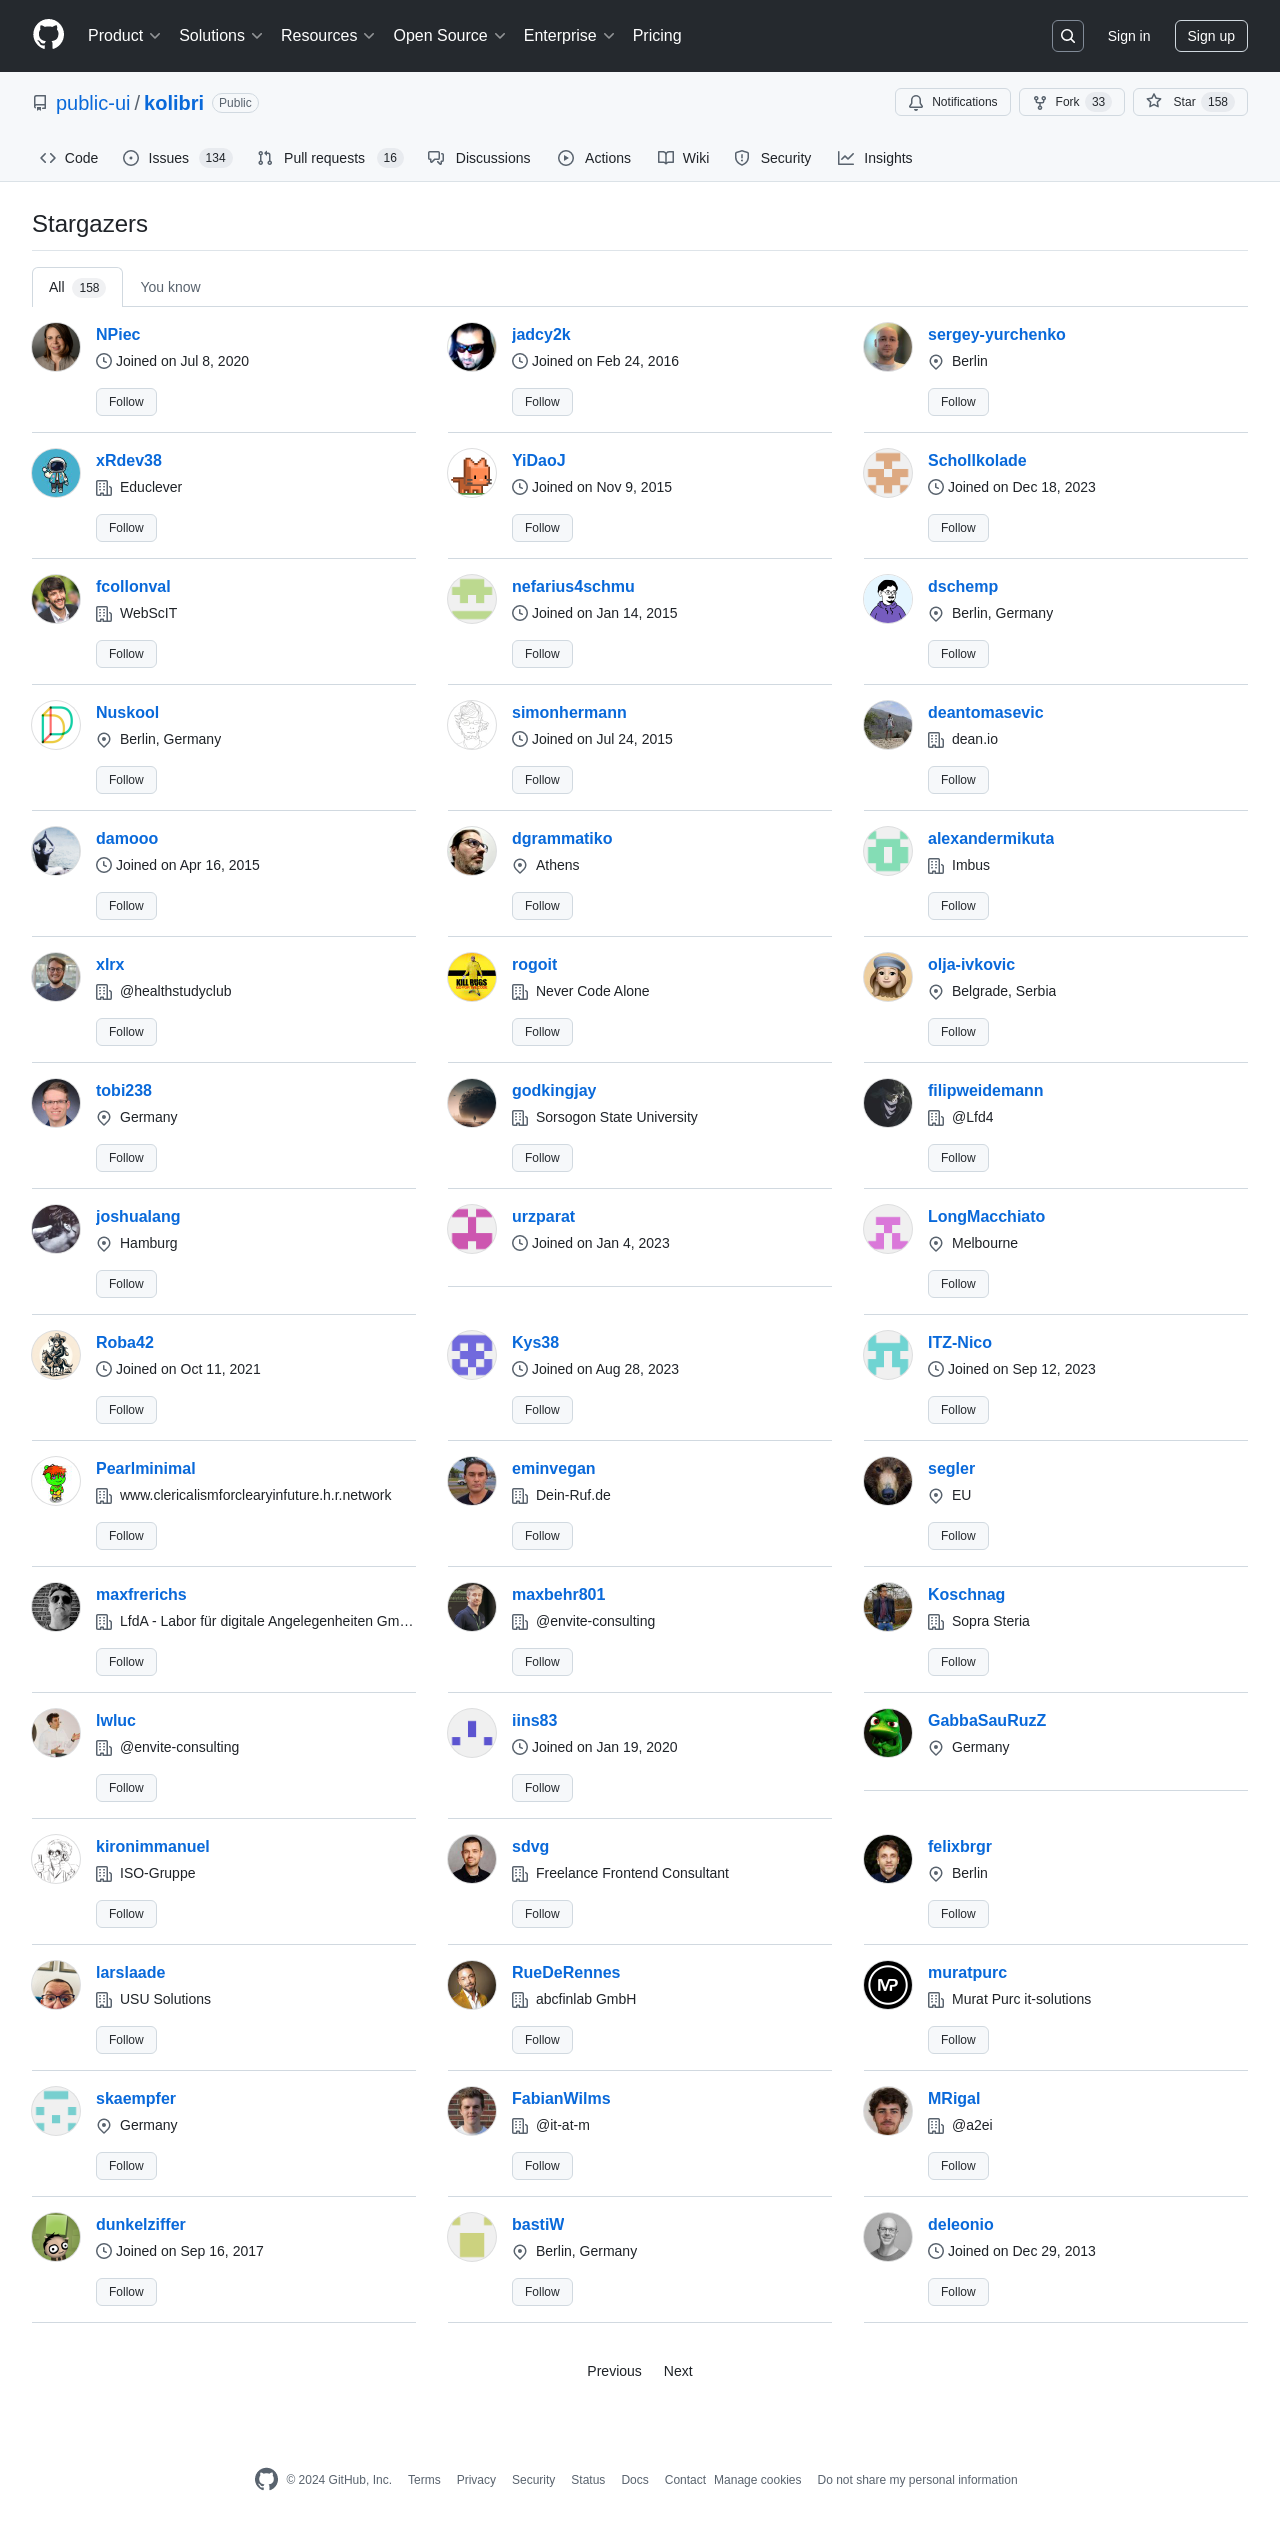 Product Solutions Resources Open Source Enterprise Pricing Sign in Sign up
public-ui / kolibri Public Notifications Fork 33 Star 158
Code Issues 134 Pull requests 16 Discussions Actions Wiki Security Insights
Stargazers
All 158 You know
NPiec jadcy2k sergey-yurchenko
Joined on Jul 8, 2020 Joined on Feb 24, 2016 Berlin
Follow Follow Follow
xRdev38 YiDaoJ Schollkolade
Educlever Joined on Nov 9, 2015 Joined on Dec 18, 2023
Follow Follow Follow
fcollonval nefarius4schmu dschemp
WebScIT Joined on Jan 14, 2015 Berlin, Germany
Follow Follow Follow
Nuskool simonhermann deantomasevic
Berlin, Germany Joined on Jul 24, 2015 dean.io
Follow Follow Follow
damooo dgrammatiko alexandermikuta
Joined on Apr 16, 2015 Athens Imbus
Follow Follow Follow
xlrx rogoit olja-ivkovic
@healthstudyclub KILL BUGS Never Code Alone Belgrade, Serbia
Follow Follow Follow
tobi238 godkingjay filipweidemann
Germany Sorsogon State University @Lfd4
Follow Follow Follow
joshualang urzparat LongMacchiato
Hamburg Joined on Jan 4, 2023 Melbourne
Follow Follow
Roba42 Kys38 ITZ-Nico
Joined on Oct 11, 2021 Joined on Aug 28, 2023 Joined on Sep 12, 2023
Follow Follow Follow
Pearlminimal eminvegan segler
www.clericalismforclearyinfuture.h.r.network Dein-Ruf.de EU
Follow Follow Follow
maxfrerichs maxbehr801 Koschnag
LfdA - Labor für digitale Angelegenheiten Gm… @envite-consulting Sopra Steria
Follow Follow Follow
lwluc iins83 GabbaSauRuzZ
@envite-consulting Joined on Jan 19, 2020 Germany
Follow Follow
kironimmanuel sdvg felixbrgr
ISO-Gruppe Freelance Frontend Consultant Berlin
Follow Follow Follow
larslaade RueDeRennes muratpurc
USU Solutions abcfinlab GmbH MP Murat Purc it-solutions
Follow Follow Follow
skaempfer FabianWilms MRigal
Germany @it-at-m @a2ei
Follow Follow Follow
dunkelziffer bastiW deleonio
Joined on Sep 16, 2017 Berlin, Germany Joined on Dec 29, 2013
Follow Follow Follow
Previous Next
© 2024 GitHub, Inc. Terms Privacy Security Status Docs Contact Manage cookies Do not share my personal information